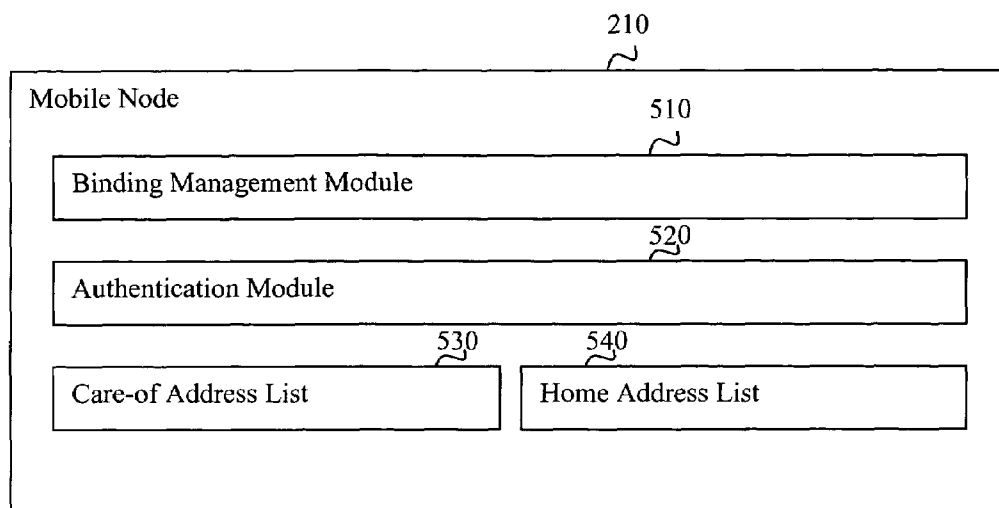 210
Mobile Node
510
Binding Management Module
520
Authentication Module
530
540
Care-of Address List
Home Address List